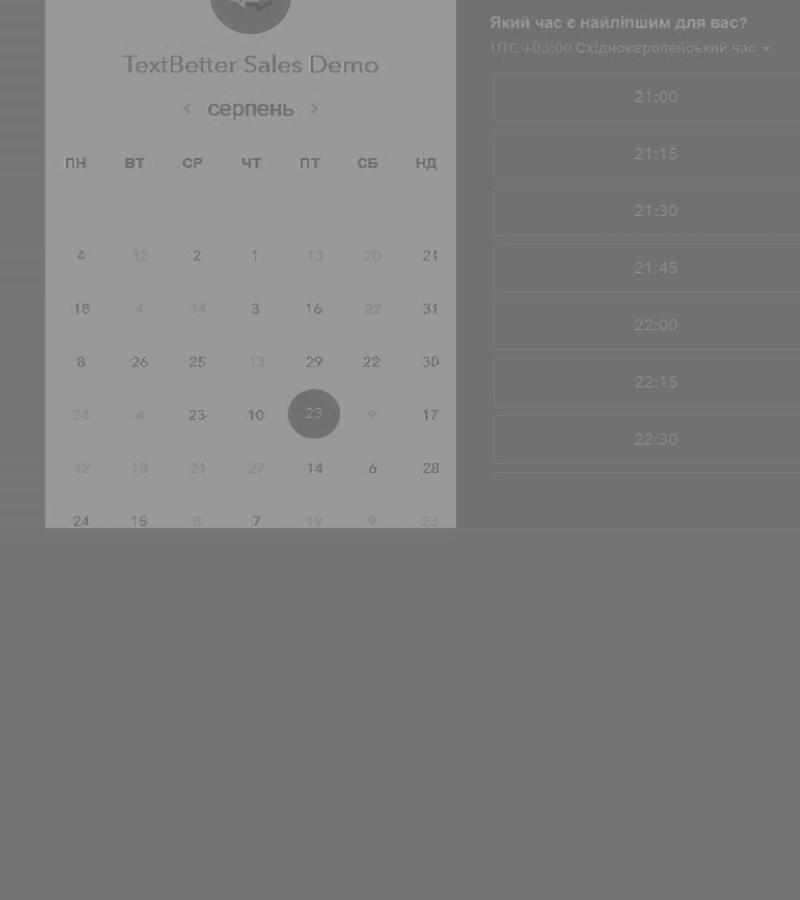 TextBetter Sales Demo
< серпень >
ПН ВТ СР ЧТ ПТ СБ НД
4 12 2 1 13 20 21
18 4 14 3 16 22 31
8 26 25 13 29 22 30
24 4 23 10 23 9 17
12 18 21 27 14 6 28
24 15 8 7 19 9 23
Який час є найліпшим для вас?
UTC +03:00 Східноєвропейський час
21:00
21:15
21:30
21:45
22:00
22:15
22:30